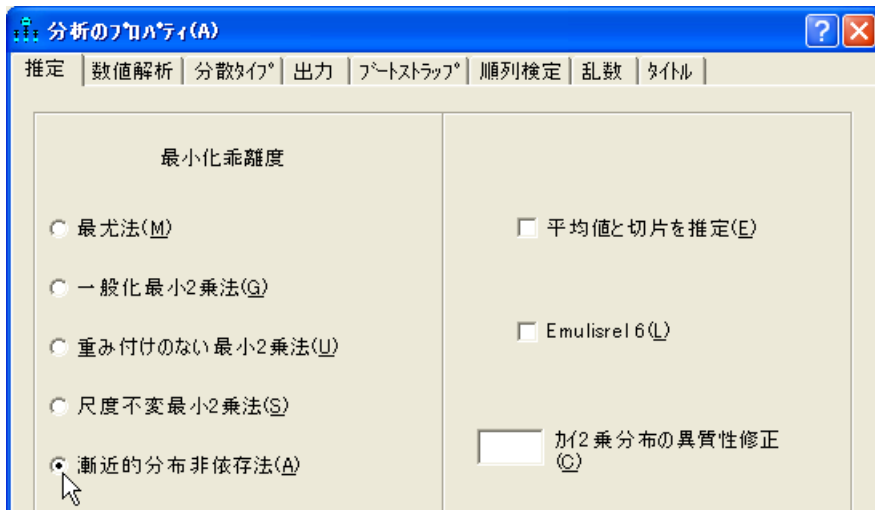 分析のﾌﾟﾛﾊﾟﾃｨ(A)
推定 数値解析 分散ﾀｲﾌﾟ 出力 ﾌﾞｰﾄｽﾄﾗｯﾌﾟ 順列検定 乱数 ﾀｲﾄﾙ
最小化乖離度
最尤法(M)
一般化最小2乗法(G)
重み付けのない最小2乗法(U)
尺度不変最小2乗法(S)
漸近的分布非依存法(A)
平均値と切片を推定(E)
Emulisrel 6(L)
ｶｲ2乗分布の異質性修正
(C)